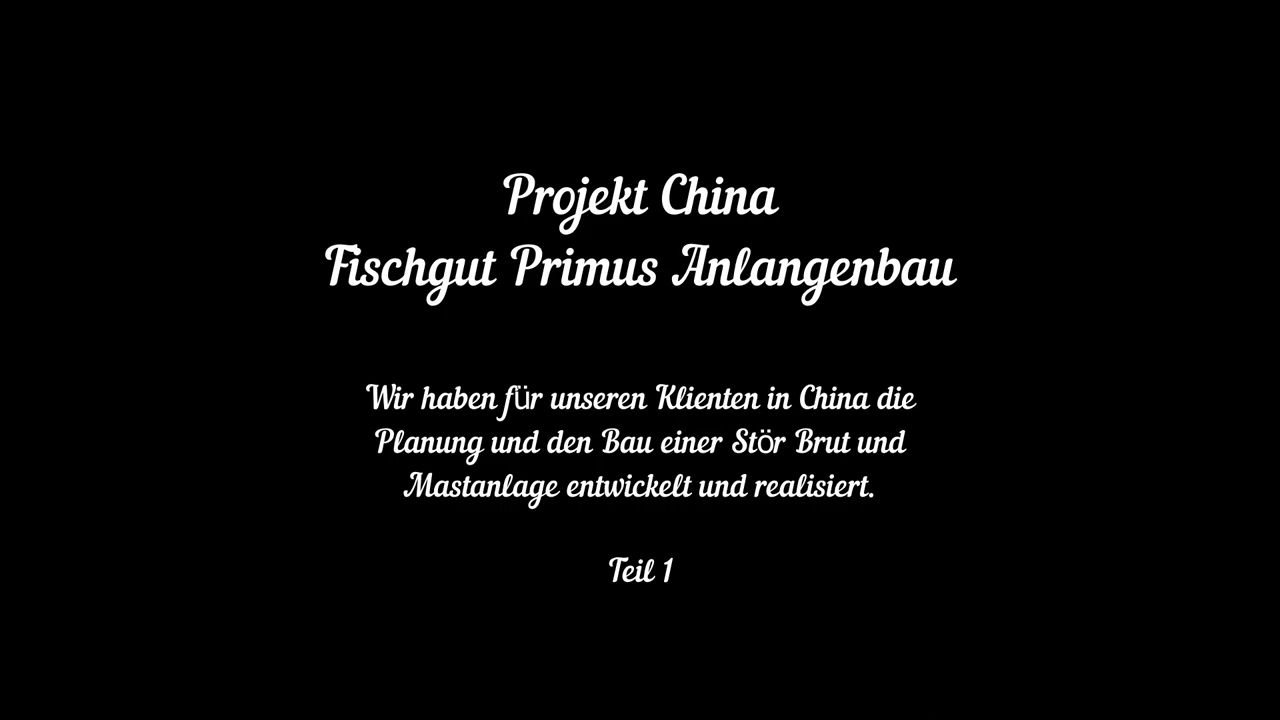 Projekt China
Fischgut Primus Anlangenbau
Wir haben für unseren Klienten in China die
Planung und den Bau einer Stör Brut und
Mastanlage entwickelt und realisiert.
Teil 1